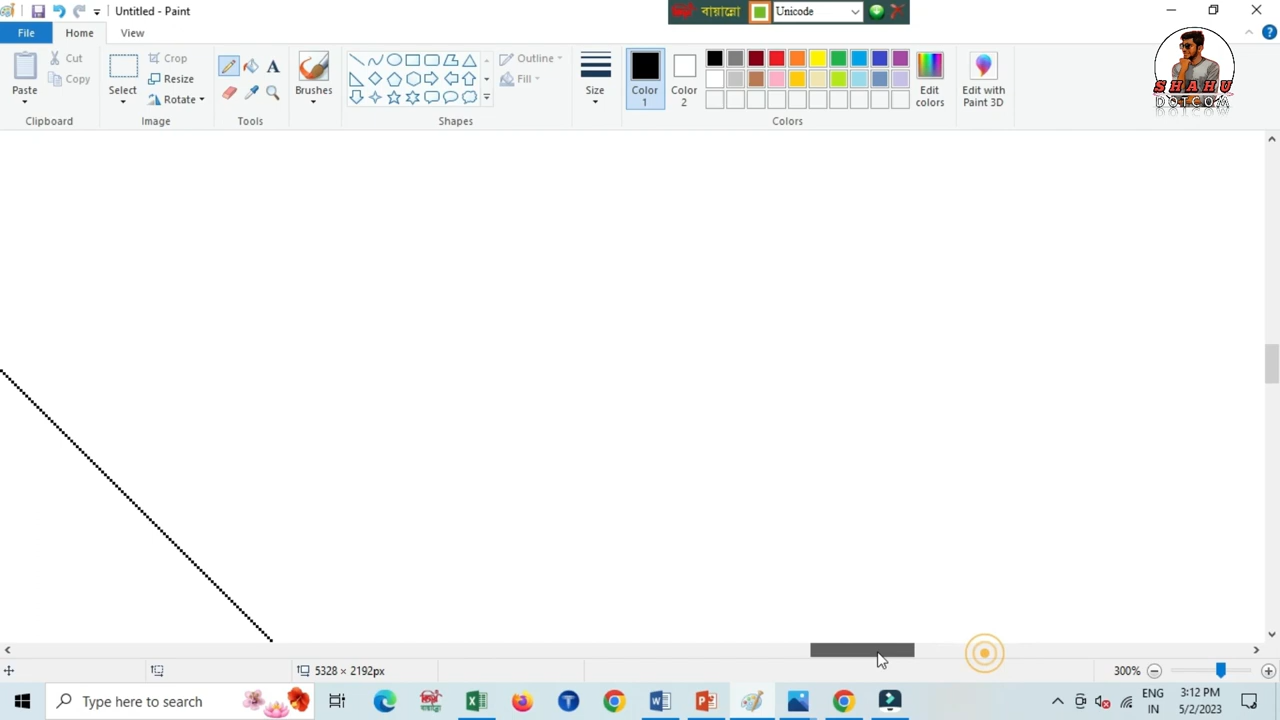 Untitled - Paint
বায়ান্নো
Unicode
File
Home
View
Paste
Cut
Copy
Clipboard
Select
Crop
Resize
Rotate
Image
A
Tools
Brushes
Shapes
Outline
Fill
Size
Color 1
Color 2
Edit colors
Edit with Paint 3D
Colors
SHAHU
DOTCOM
5328 × 2192px
300%
Type here to search
ENG
IN
3:12 PM
5/2/2023